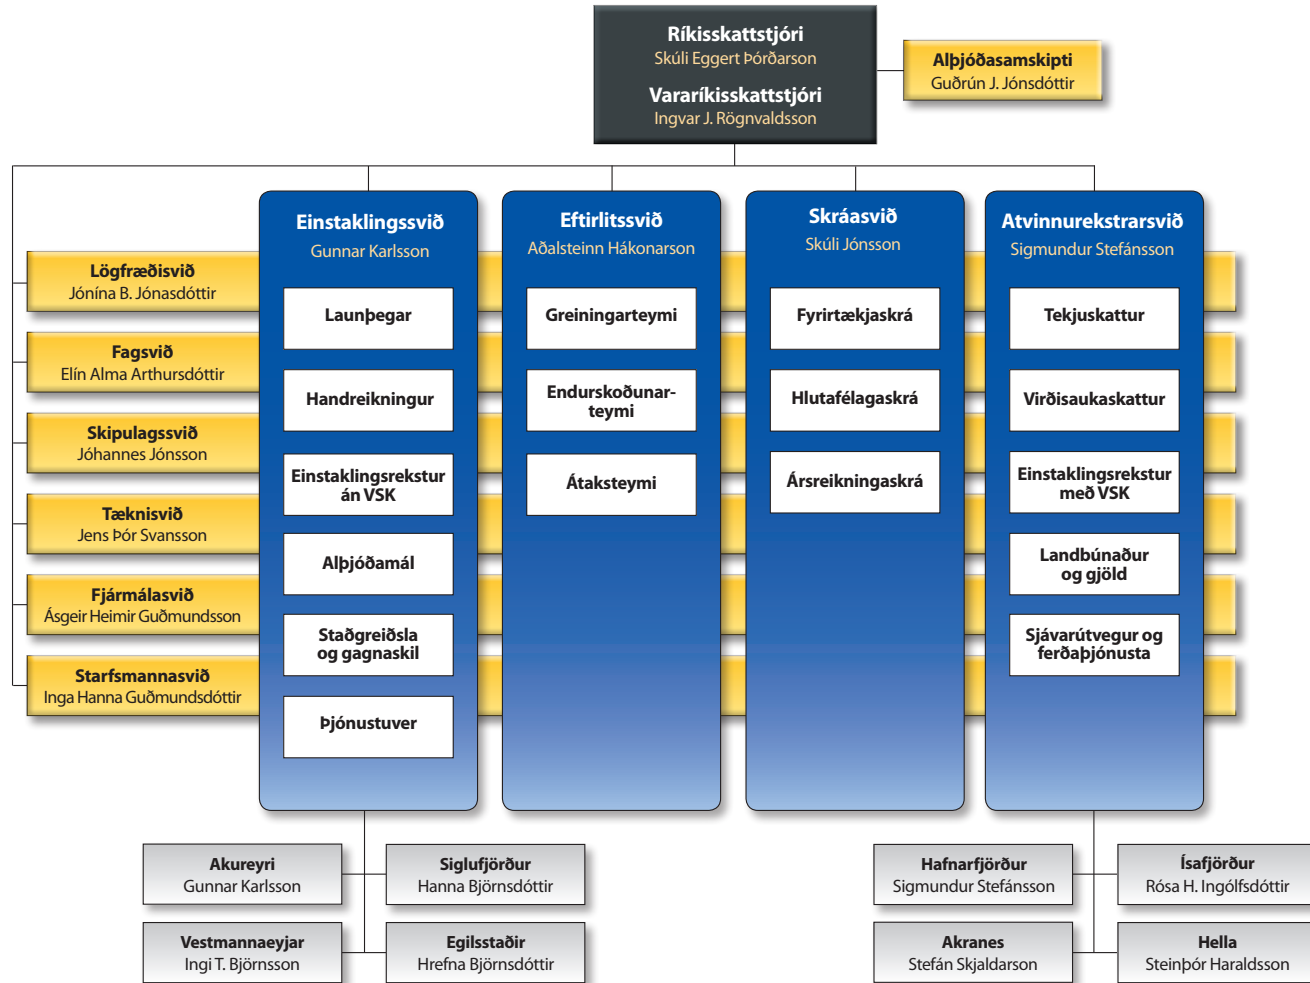 Ríkisskattstjóri
Skúli Eggert Þórðarson
Vararíkisskattstjóri
Ingvar J. Rögnvaldsson
Alþjóðasamskipti
Guðrún J. Jónsdóttir
Lögfræðisvið
Jónína B. Jónasdóttir
Fagsvið
Elín Alma Arthursdóttir
Skipulagssvið
Jóhannes Jónsson
Tæknisvið
Jens Þór Svansson
Fjármálasvið
Ásgeir Heimir Guðmundsson
Starfsmannasvið
Inga Hanna Guðmundsdóttir
Einstaklingssvið
Gunnar Karlsson
Launþegar
Handreikningur
Einstaklingsrekstur
án VSK
Alþjóðamál
Staðgreiðsla
og gagnaskil
Þjónustuver
Eftirlitssvið
Aðalsteinn Hákonarson
Greiningarteymi
Endurskoðunar-
teymi
Átaksteymi
Skráasvið
Skúli Jónsson
Fyrirtækjaskrá
Hlutafélagaskrá
Ársreikningaskrá
Atvinnurekstrarsvið
Sigmundur Stefánsson
Tekjuskattur
Virðisaukaskattur
Einstaklingsrekstur
með VSK
Landbúnaður
og gjöld
Sjávarútvegur og
ferðaþjónusta
Akureyri
Gunnar Karlsson
Siglufjörður
Hanna Björnsdóttir
Vestmannaeyjar
Ingi T. Björnsson
Egilsstaðir
Hrefna Björnsdóttir
Hafnarfjörður
Sigmundur Stefánsson
Ísafjörður
Rósa H. Ingólfsdóttir
Akranes
Stefán Skjaldarson
Hella
Steinþór Haraldsson